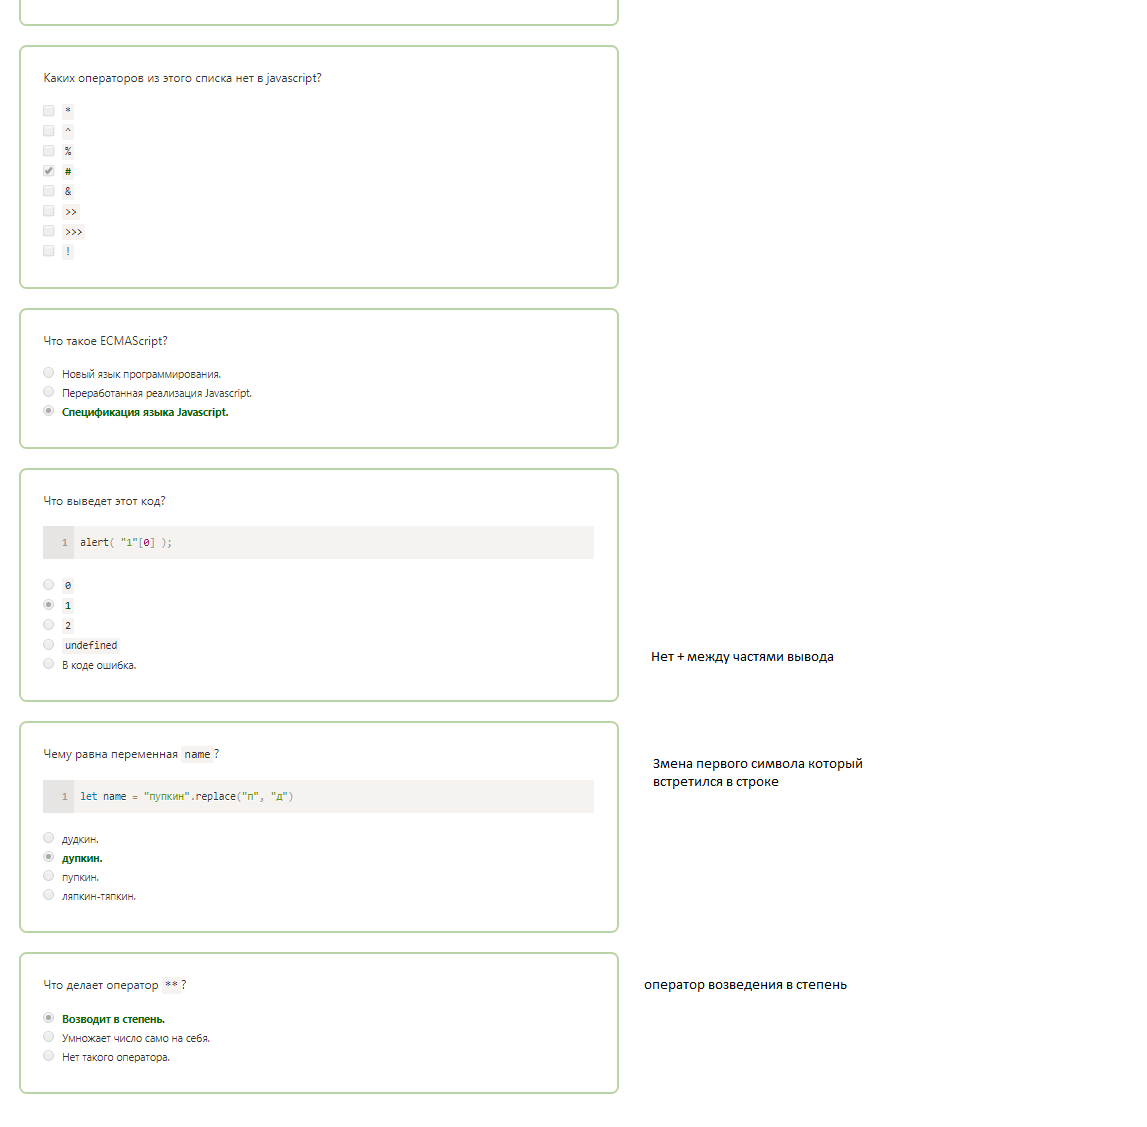 Каких операторов из этого списка нет в javascript?
*
^
%
#
&
>>
>>>
!
Что такое ECMAScript?
Новый язык программирования.
Переработанная реализация Javascript.
Спецификация языка Javascript.
Что выведет этот код?
1 alert( "1"[0] );
0
1
2
undefined
В коде ошибка.
Нет + между частями вывода
Чему равна переменная name?
1 let name = "пупкин".replace("п", "д")
дудкин.
дупкин.
пупкин.
ляпкин-тяпкин.
Змена первого символа который
встретился в строке
Что делает оператор **?
Возводит в степень.
Умножает число само на себя.
Нет такого оператора.
оператор возведения в степень